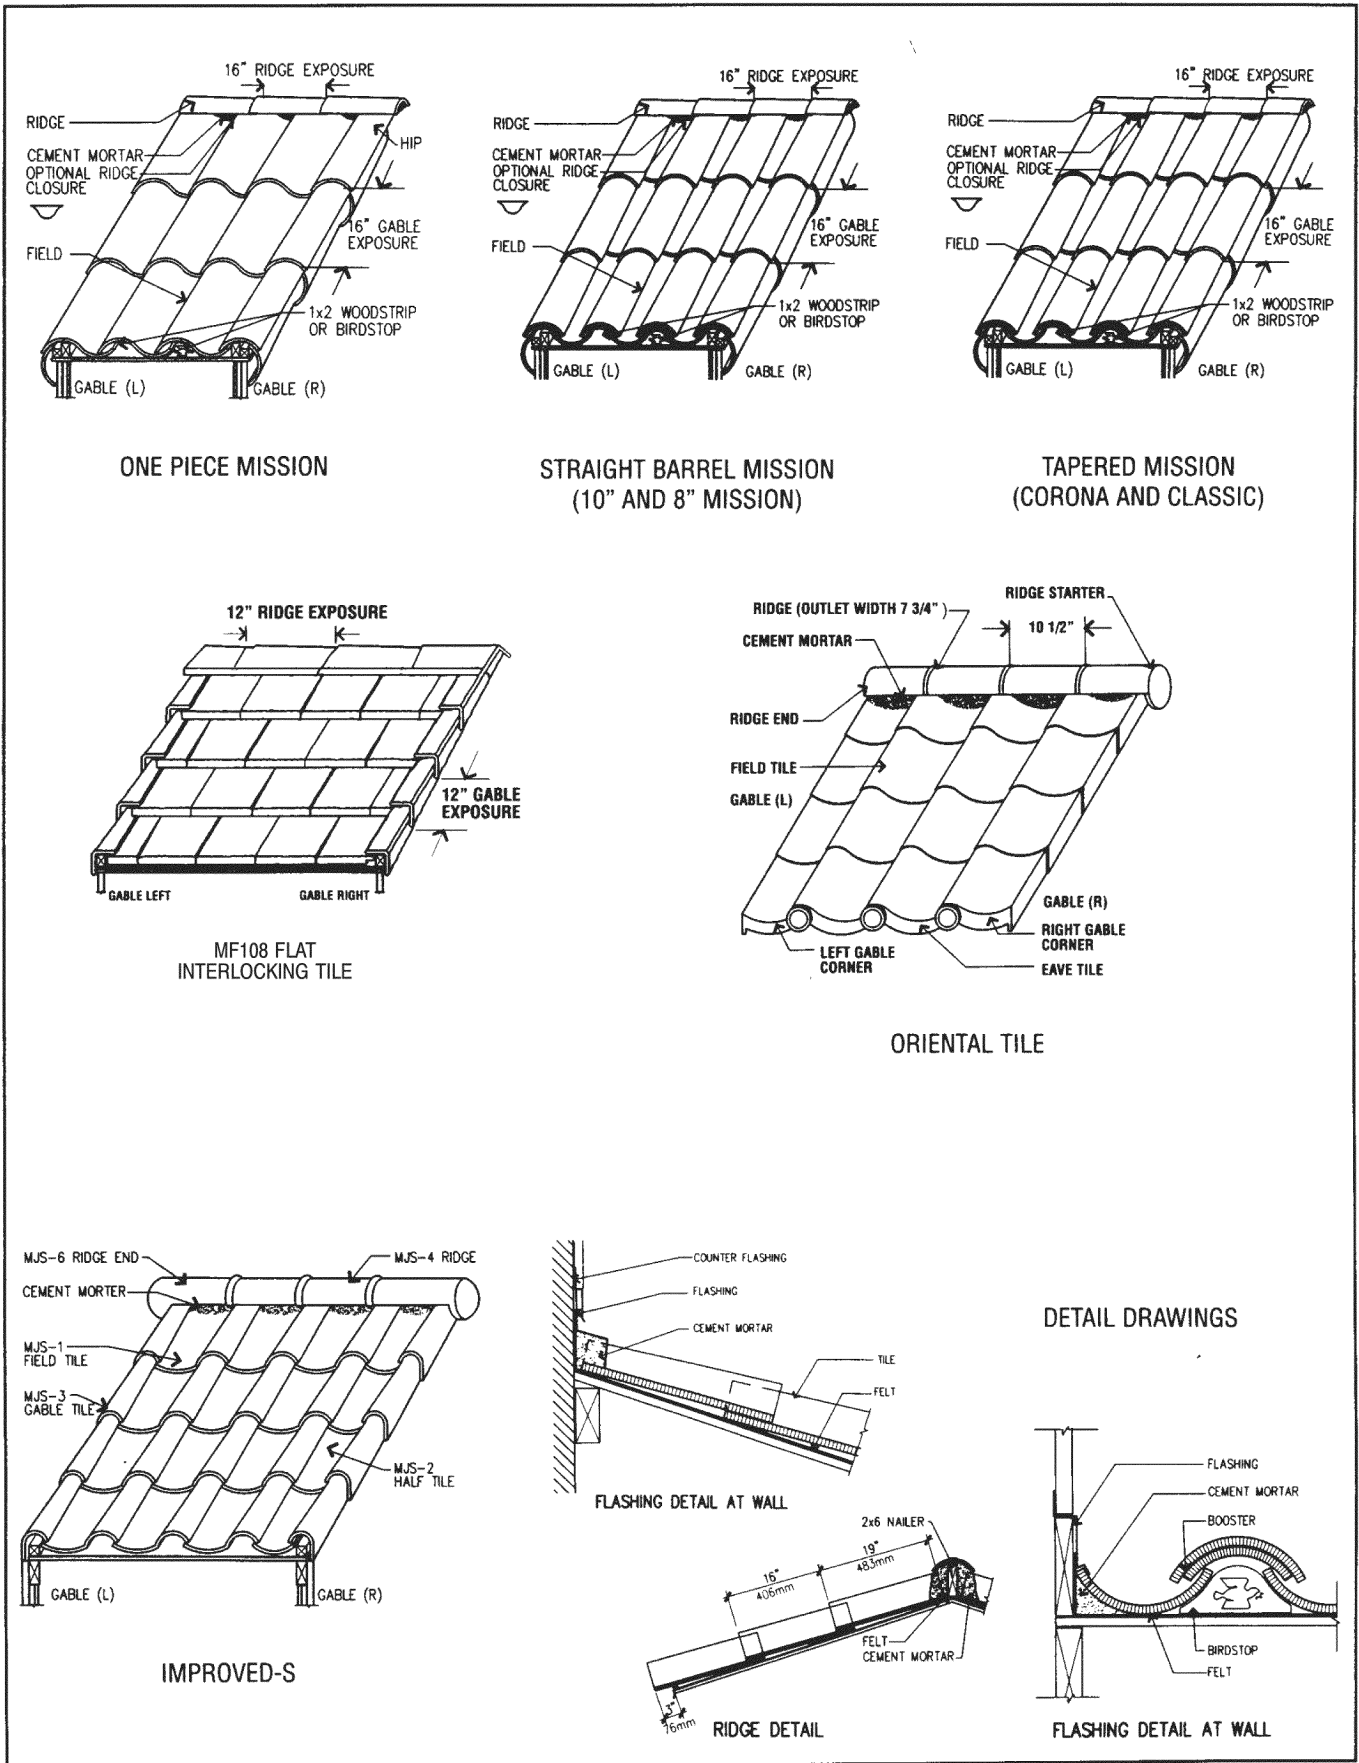 16" RIDGE EXPOSURE
RIDGE
HIP
CEMENT MORTAR
OPTIONAL RIDGE
CLOSURE
16" GABLE
EXPOSURE
FIELD
1x2 WOODSTRIP
OR BIRDSTOP
GABLE (L)
GABLE (R)
ONE PIECE MISSION
16" RIDGE EXPOSURE
RIDGE
CEMENT MORTAR
OPTIONAL RIDGE
CLOSURE
16" GABLE
EXPOSURE
FIELD
1x2 WOODSTRIP
OR BIRDSTOP
GABLE (L)
GABLE (R)
STRAIGHT BARREL MISSION
(10” AND 8” MISSION)
16" RIDGE EXPOSURE
RIDGE
CEMENT MORTAR
OPTIONAL RIDGE
CLOSURE
16" GABLE
EXPOSURE
FIELD
1x2 WOODSTRIP
OR BIRDSTOP
GABLE (L)
GABLE (R)
TAPERED MISSION
(CORONA AND CLASSIC)
12” RIDGE EXPOSURE
12” GABLE
EXPOSURE
GABLE LEFT
GABLE RIGHT
MF108 FLAT
INTERLOCKING TILE
RIDGE STARTER
RIDGE (OUTLET WIDTH 7 3/4” )
10 1/2”
CEMENT MORTAR
RIDGE END
FIELD TILE
GABLE (L)
GABLE (R)
RIGHT GABLE
CORNER
LEFT GABLE
CORNER
EAVE TILE
ORIENTAL TILE
MJS-6 RIDGE END
MJS-4 RIDGE
CEMENT MORTER
MJS-1
FIELD TILE
MJS-3
GABLE TILE
MJS-2
HALF TILE
GABLE (L)
GABLE (R)
IMPROVED-S
COUNTER FLASHING
FLASHING
CEMENT MORTAR
TILE
FELT
FLASHING DETAIL AT WALL
DETAIL DRAWINGS
2x6 NAILER
19"
483mm
16"
406mm
FELT
CEMENT MORTAR
3"
76mm
RIDGE DETAIL
FLASHING
CEMENT MORTAR
BOOSTER
BIRDSTOP
FELT
FLASHING DETAIL AT WALL